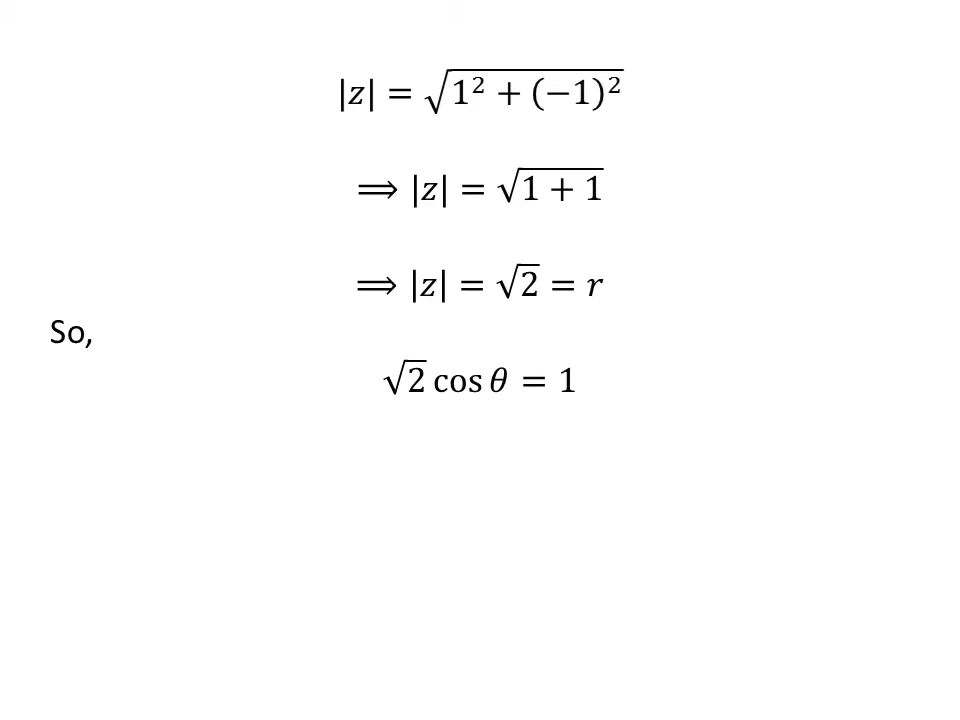 |z| = √(1² + (−1)²)
⟹ |z| = √(1 + 1)
⟹ |z| = √2 = r
So,
√2 cos θ = 1